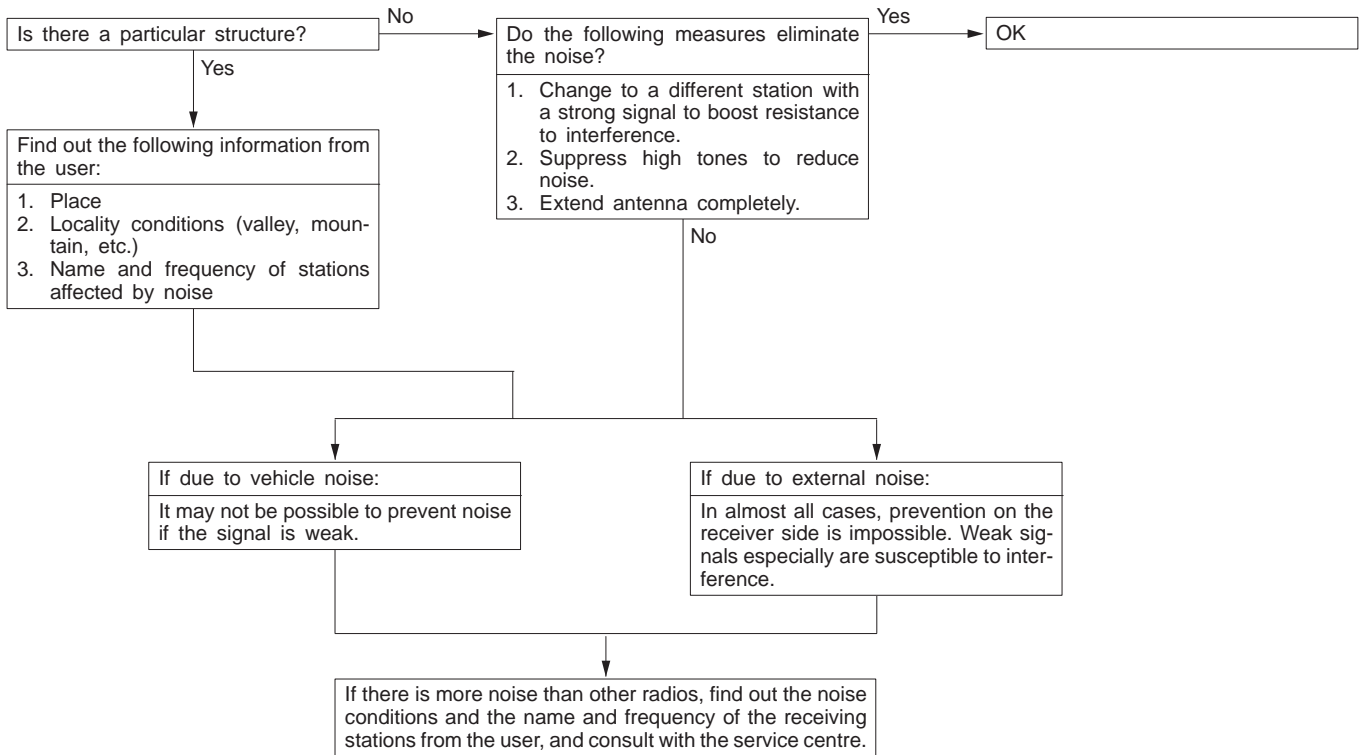 Is there a particular structure?
No
Do the following measures eliminate
the noise?
Yes
OK
Yes
1. Change to a different station with
a strong signal to boost resistance
to interference.
2. Suppress high tones to reduce
noise.
3. Extend antenna completely.
Find out the following information from
the user:
1. Place
2. Locality conditions (valley, moun-
tain, etc.)
3. Name and frequency of stations
affected by noise
No
If due to vehicle noise:
It may not be possible to prevent noise
if the signal is weak.
If due to external noise:
In almost all cases, prevention on the
receiver side is impossible. Weak sig-
nals especially are susceptible to inter-
ference.
If there is more noise than other radios, find out the noise
conditions and the name and frequency of the receiving
stations from the user, and consult with the service centre.